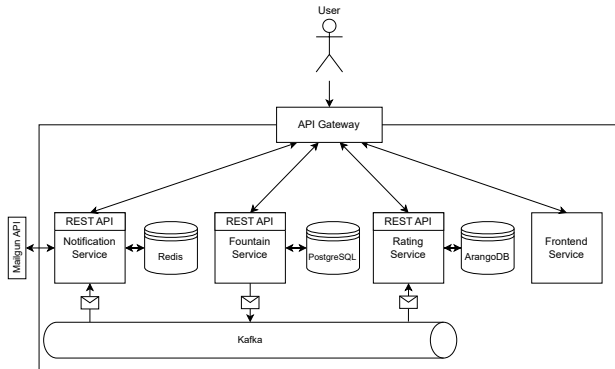 User
API Gateway
REST API
Notification
Service
Redis
REST API
Fountain
Service
PostgreSQL
REST API
Rating
Service
ArangoDB
Frontend
Service
Mailgun API
Kafka